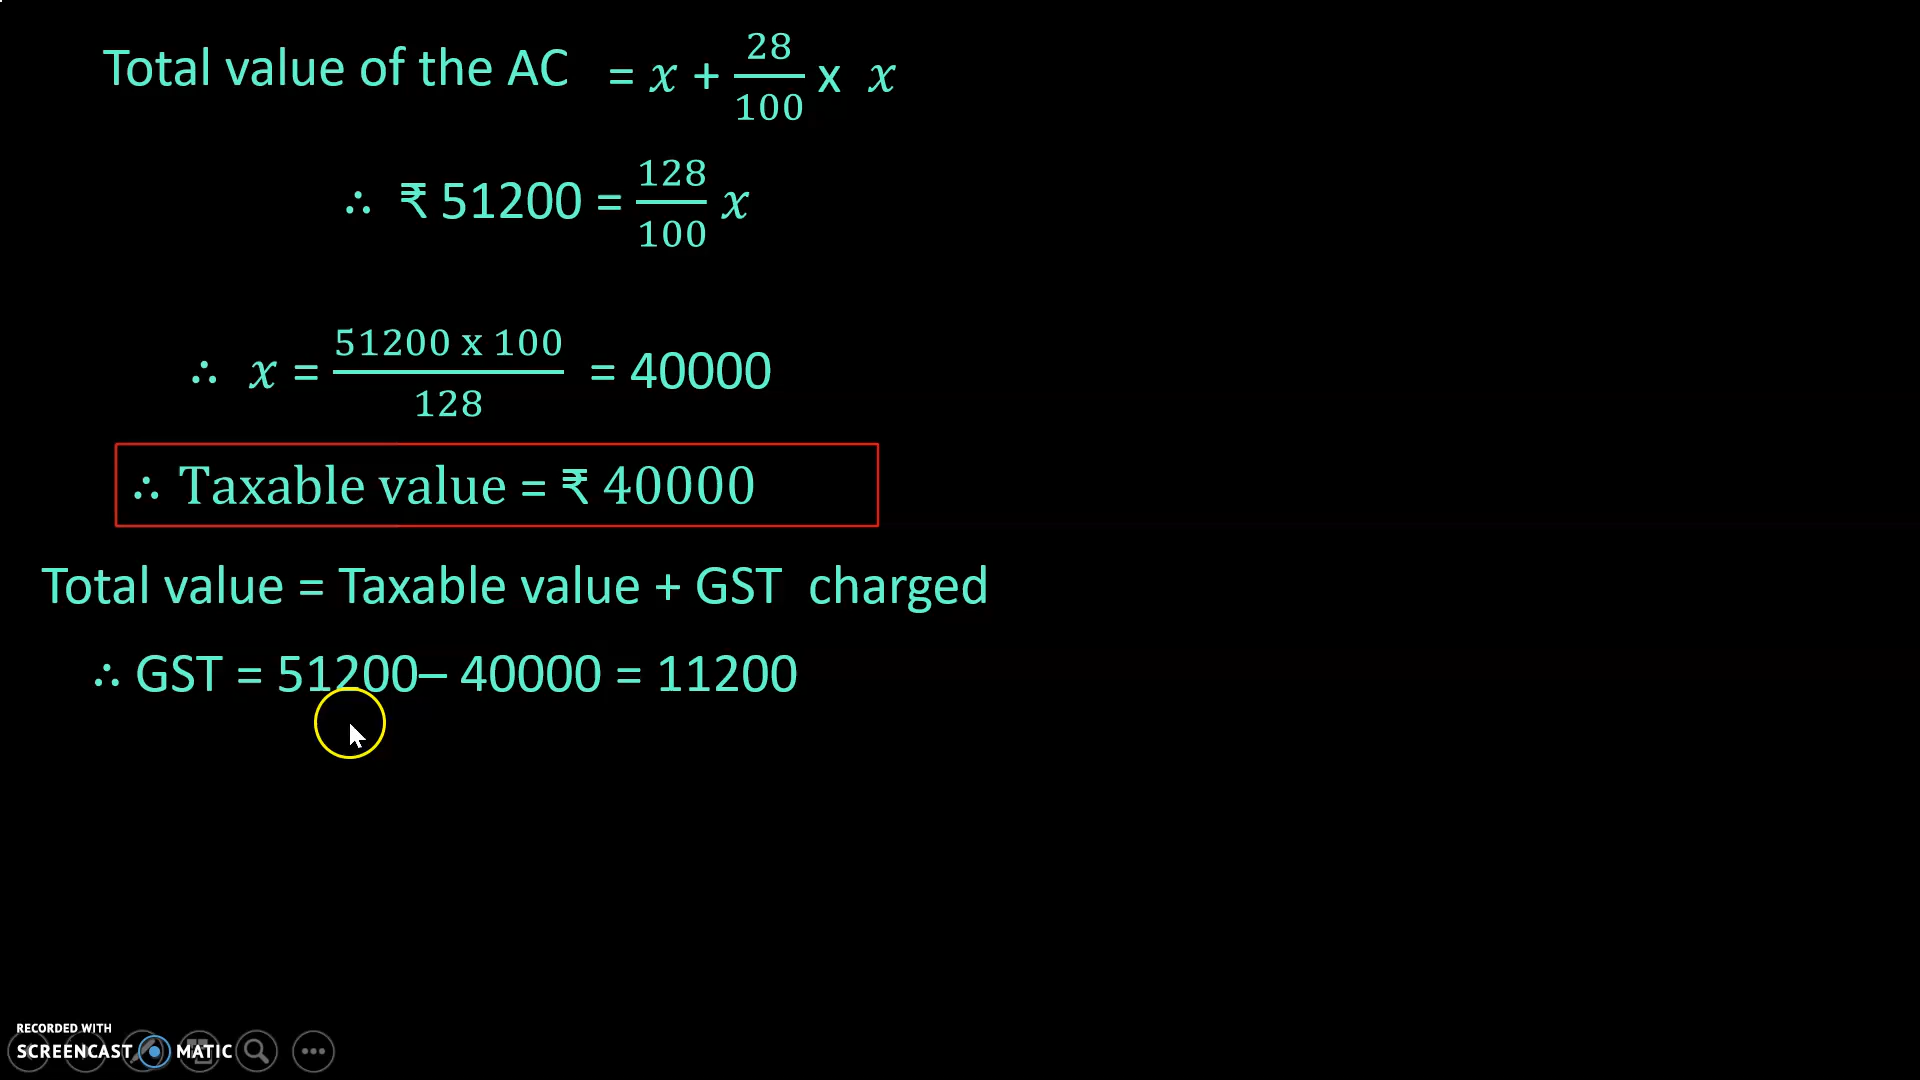 Total value of the AC = x + 28/100 x x
∴ ₹ 51200 = 128/100 x
∴ x = 51200 x 100/128 = 40000
∴ Taxable value = ₹ 40000
Total value = Taxable value + GST charged
∴ GST = 51200– 40000 = 11200
RECORDED WITH
SCREENCAST MATIC